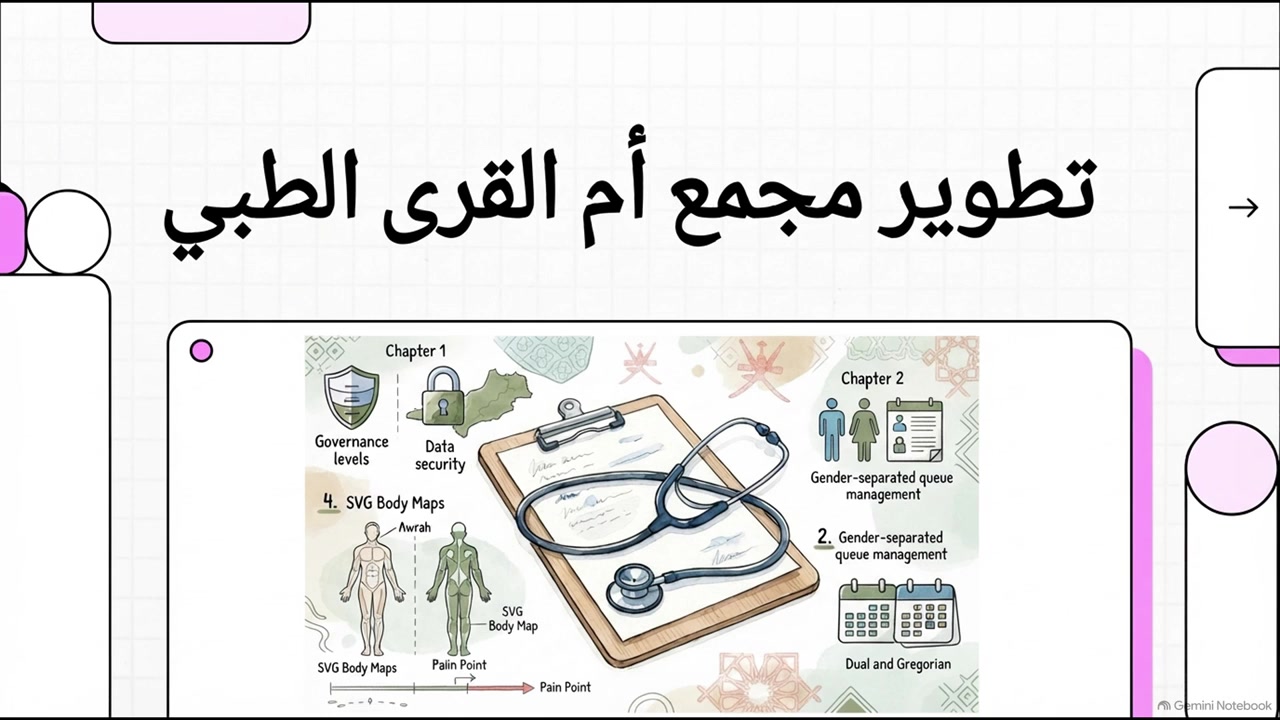 تطوير مجمع أم القرى الطبي
Chapter 1
Governance
levels
Data
security
4. SVG Body Maps
Awrah
SVG
Body Map
SVG Body Maps
Palin Point
Pain Point
Chapter 2
Gender-separated queue
management
2. Gender-separated
queue management
Dual and Gregorian
Gemini Notebook